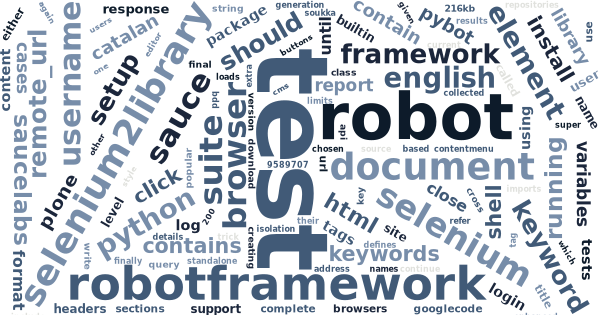 either
response
string
generation
soukka
given
contain
pybot
216kb
results
repositories
library
again
users
catalan
editor
package
should
buttons
until
builtin
current
element
install
use
user
content
cases
remote_url
username
one
setup
final
loads
extra
class
framework
report
english
called
super
saucelabs
selenium2library
sauce
bdd
cms
limits
collected
robot
using
other
suite
browser
version
test
api
chosen
source
based
contentmenu
variables
style
popular
download
9589707
url
document
imports
running
plone
level
click
python
200
log
isolation
their
html
key
tags
site
selenium
close
cross
refer
shell
tag
keyword
which
tests
format
write
details
trick
contains
creating
defines
keywords
finally
query
standalone
address
names
continue
robotframework
login
title
headers
sections
support
complete
browsers
googlecode